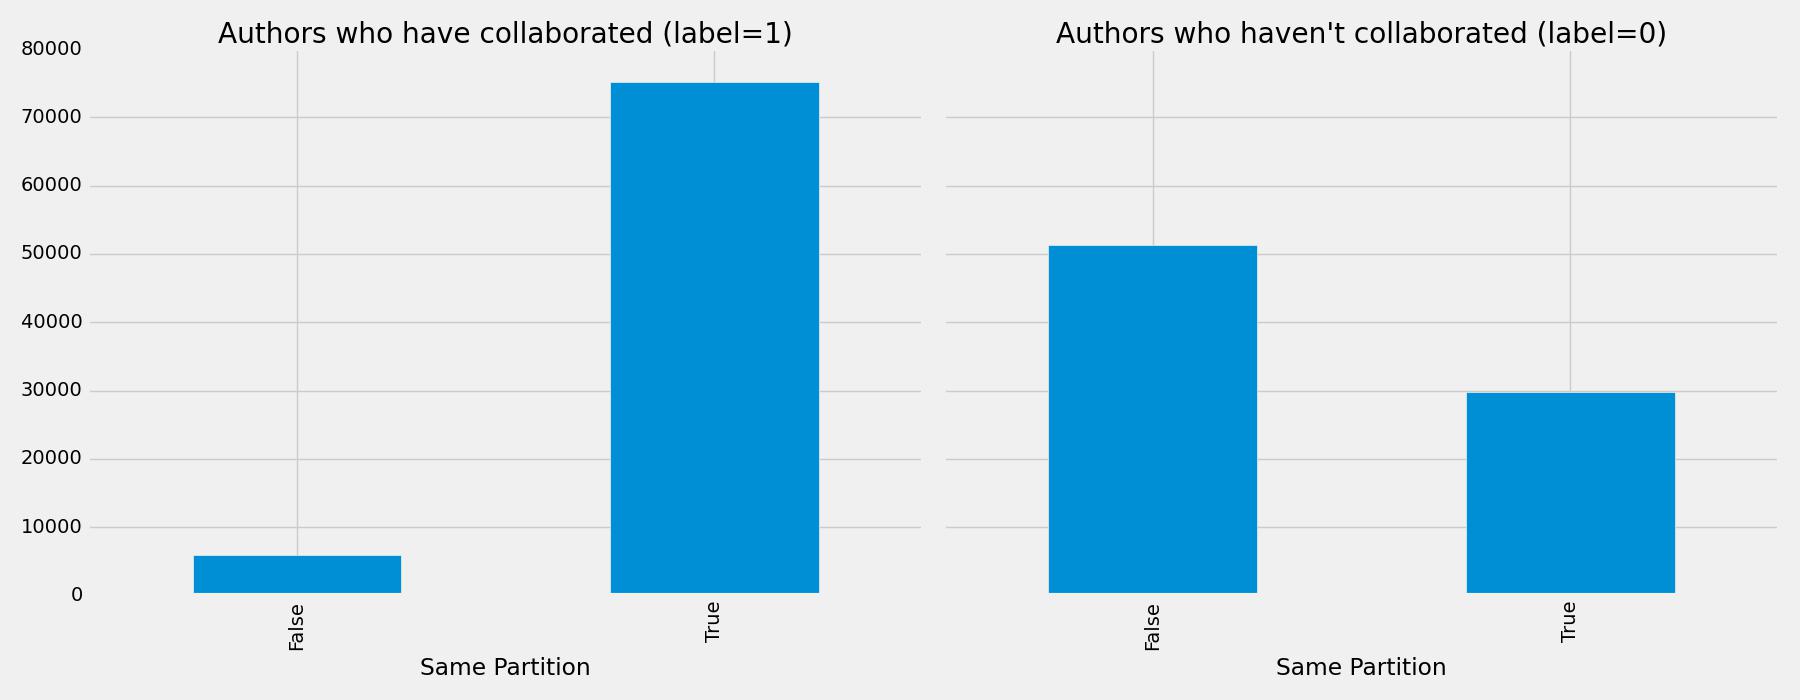 Authors who have collaborated (label=1)
Authors who haven't collaborated (label=0)
80000
70000
60000
50000
40000
30000
20000
10000
0
False
True
False
True
Same Partition
Same Partition